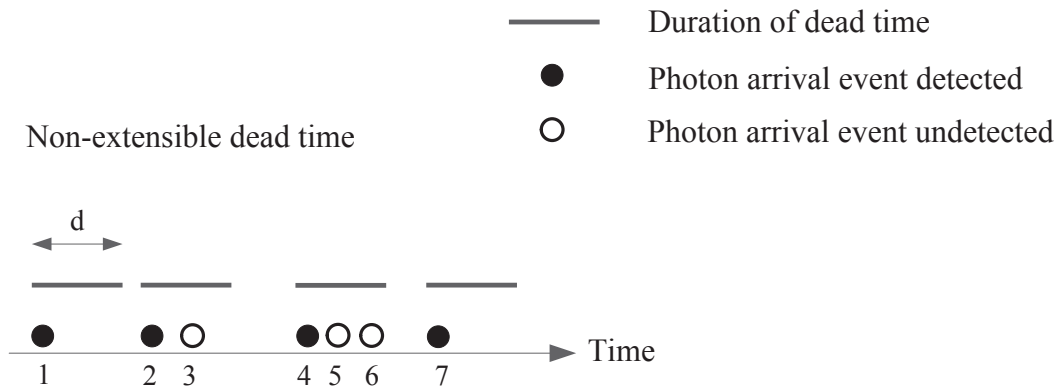 Duration of dead time
Photon arrival event detected
Photon arrival event undetected
Non-extensible dead time
d
Time
1 2 3 4 5 6 7